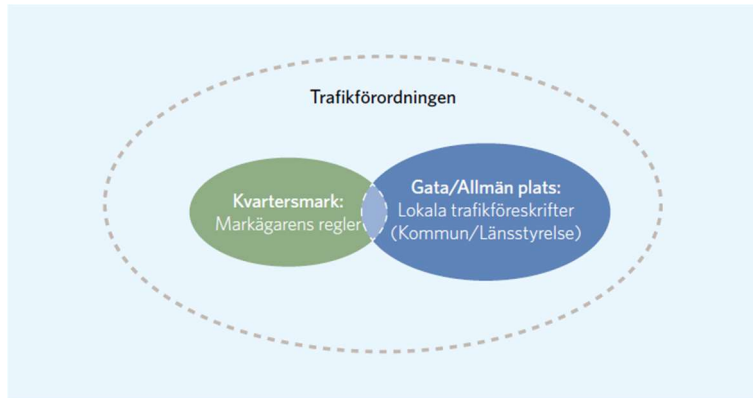 Trafikförordningen
Kvartersmark:
Markägarens regler
Gata/Allmän plats:
Lokala trafikföreskrifter
(Kommun/Länsstyrelse)